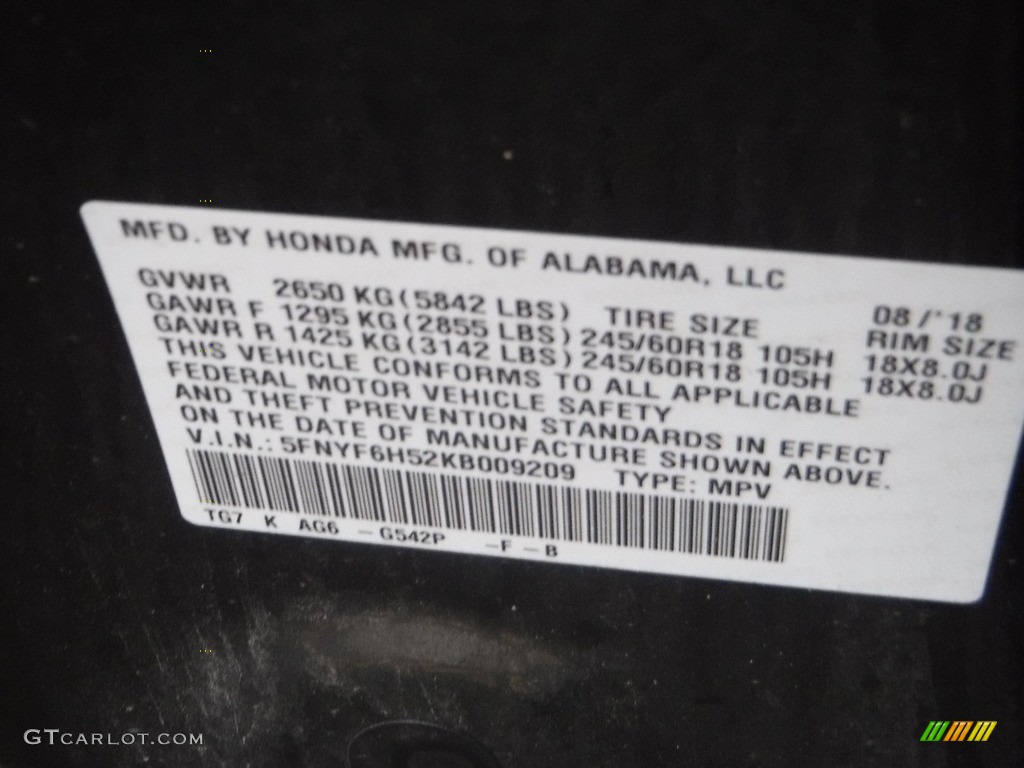 MFD. BY HONDA MFG. OF ALABAMA, LLC
GVWR 2650 KG (5842 LBS) TIRE SIZE 08/'18 RIM SIZE
GAWR F 1295 KG (2855 LBS) 245/60R18 105H 18X8.0J
GAWR R 1425 KG (3142 LBS) 245/60R18 105H 18X8.0J
THIS VEHICLE CONFORMS TO ALL APPLICABLE
FEDERAL MOTOR VEHICLE SAFETY
AND THEFT PREVENTION STANDARDS IN EFFECT
ON THE DATE OF MANUFACTURE SHOWN ABOVE.
V.I.N.: 5FNYF6H52KB009209 TYPE: MPV
TG7 K AG6 - G542P - F - B
GTCARLOT.COM